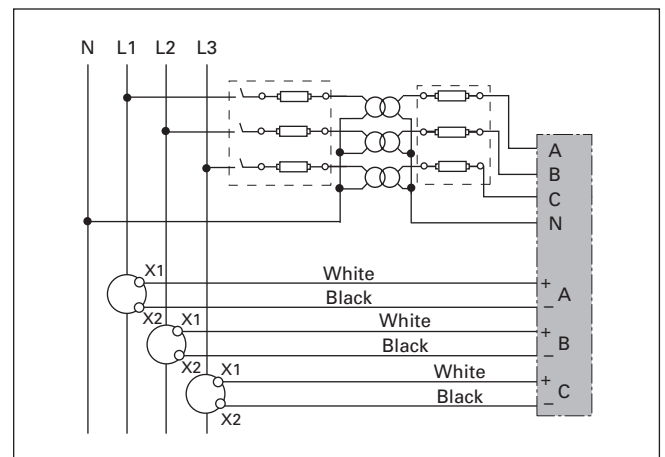 N L1 L2 L3
A
B
C
N
X1 White +
Black − A
X2 X1 White +
Black − B
X2 X1 White +
Black − C
X2